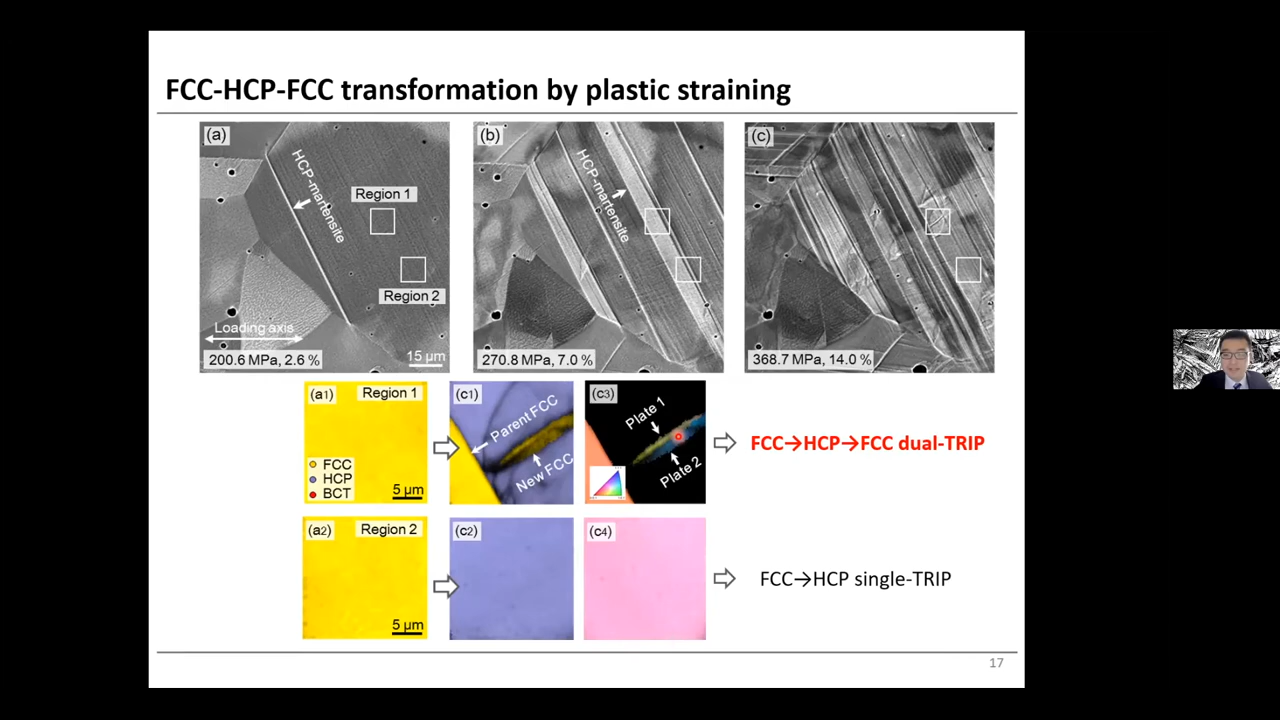 FCC-HCP-FCC transformation by plastic straining
(a)
HCP-martensite
Region 1
Region 2
Loading axis
15 μm
200.6 MPa, 2.6 %
(b)
HCP-martensite
270.8 MPa, 7.0 %
(c)
368.7 MPa, 14.0 %
(a1)
Region 1
FCC
HCP
BCT
5 μm
(c1)
Parent FCC
New FCC
(c3)
Plate 1
Plate 2
FCC→HCP→FCC dual-TRIP
(a2)
Region 2
5 μm
(c2)
(c4)
FCC→HCP single-TRIP
17